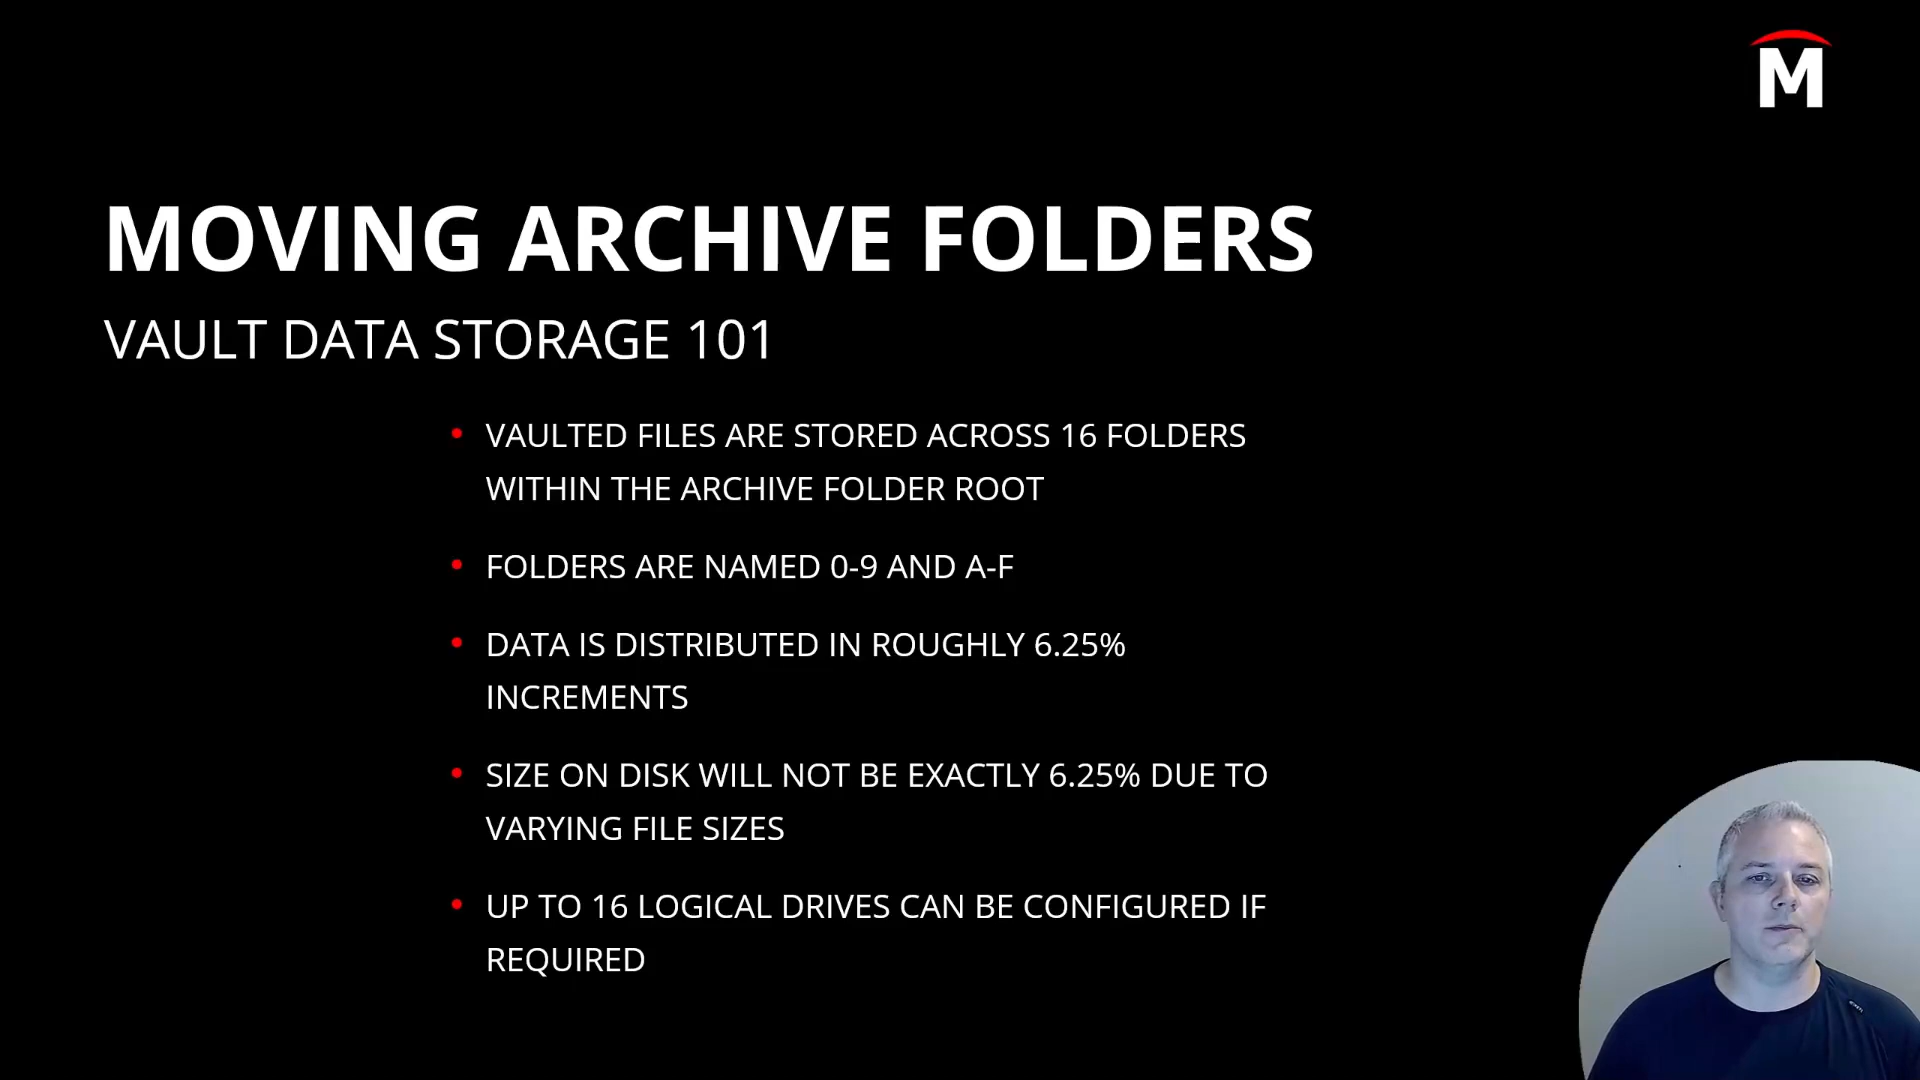 M
MOVING ARCHIVE FOLDERS
VAULT DATA STORAGE 101
• VAULTED FILES ARE STORED ACROSS 16 FOLDERS
WITHIN THE ARCHIVE FOLDER ROOT
• FOLDERS ARE NAMED 0-9 AND A-F
• DATA IS DISTRIBUTED IN ROUGHLY 6.25%
INCREMENTS
• SIZE ON DISK WILL NOT BE EXACTLY 6.25% DUE TO
VARYING FILE SIZES
• UP TO 16 LOGICAL DRIVES CAN BE CONFIGURED IF
REQUIRED